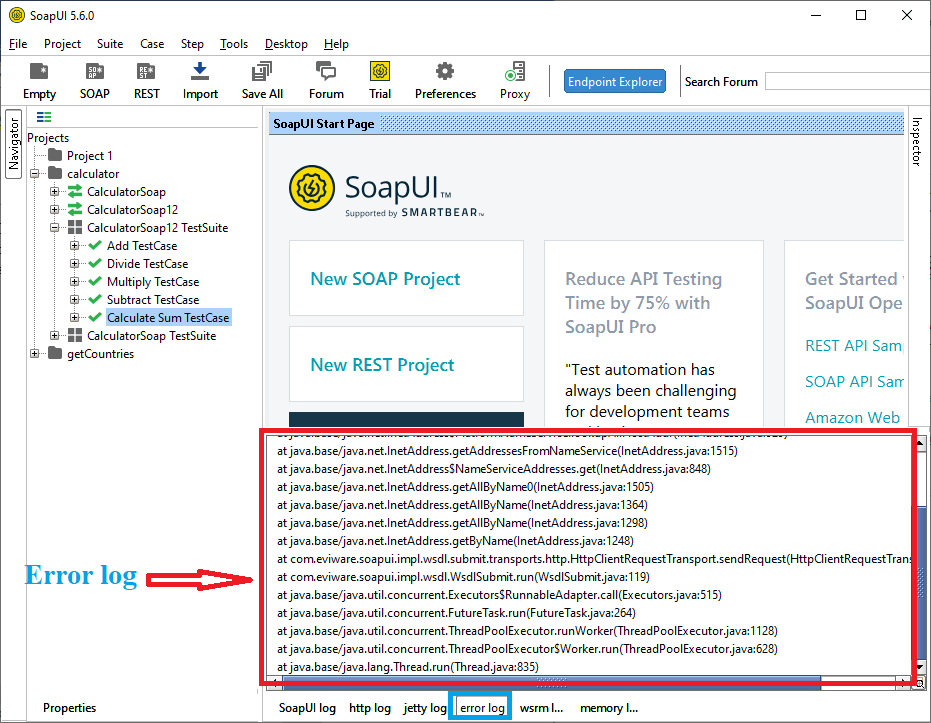 SoapUI 5.6.0
File Project Suite Case Step Tools Desktop Help
Empty SOAP REST Import Save All Forum Trial Preferences Proxy Endpoint Explorer Search Forum
Navigator
Projects
Project 1
calculator
CalculatorSoap
CalculatorSoap12
CalculatorSoap12 TestSuite
Add TestCase
Divide TestCase
Multiply TestCase
Subtract TestCase
Calculate Sum TestCase
CalculatorSoap TestSuite
getCountries
SoapUI Start Page
Inspector
SoapUI™
Supported by SMARTBEAR™
New SOAP Project
New REST Project
Reduce API Testing
Time by 75% with
SoapUI Pro
"Test automation has
always been challenging
for development teams
Get Started
SoapUI Ope
REST API Sam
SOAP API Sam
Amazon Web
at java.base/java.net.InetAddress.getAddressesFromNameService(InetAddress.java:1515)
at java.base/java.net.InetAddress$NameServiceAddresses.get(InetAddress.java:848)
at java.base/java.net.InetAddress.getAllByName0(InetAddress.java:1505)
at java.base/java.net.InetAddress.getAllByName(InetAddress.java:1364)
at java.base/java.net.InetAddress.getAllByName(InetAddress.java:1298)
at java.base/java.net.InetAddress.getByName(InetAddress.java:1248)
at com.eviware.soapui.impl.wsdl.submit.transports.http.HttpClientRequestTransport.sendRequest(HttpClientRequestTrans
at com.eviware.soapui.impl.wsdl.WsdlSubmit.run(WsdlSubmit.java:119)
at java.base/java.util.concurrent.Executors$RunnableAdapter.call(Executors.java:515)
at java.base/java.util.concurrent.FutureTask.run(FutureTask.java:264)
at java.base/java.util.concurrent.ThreadPoolExecutor.runWorker(ThreadPoolExecutor.java:1128)
at java.base/java.util.concurrent.ThreadPoolExecutor$Worker.run(ThreadPoolExecutor.java:628)
at java.base/java.lang.Thread.run(Thread.java:835)
Error log
Properties
SoapUI log http log jetty log error log wsrm l... memory l...